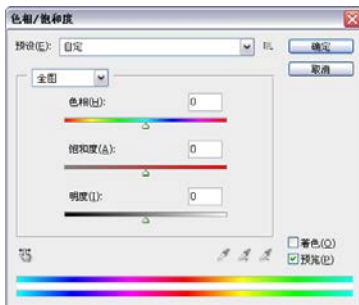 色相/饱和度
预设(E): 自定
确定
取消
全图
色相(H): 0
饱和度(A): 0
明度(I): 0
着色(O)
预览(P)